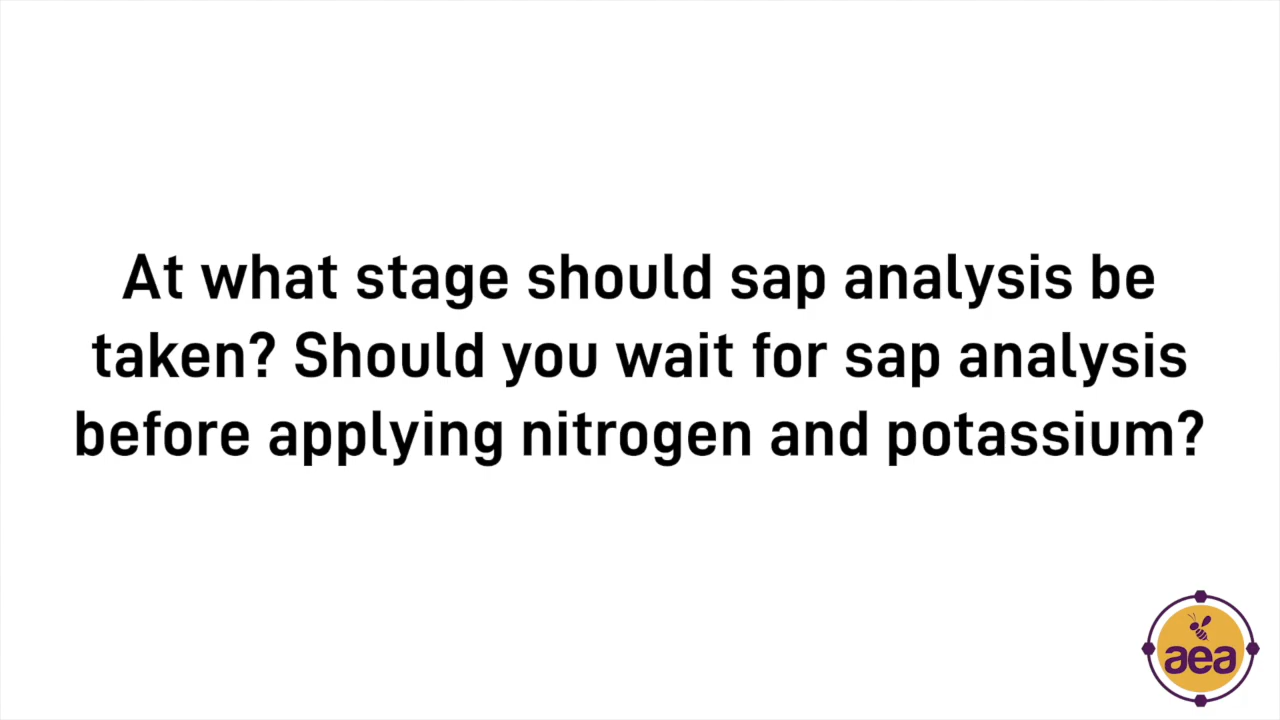 At what stage should sap analysis be
taken? Should you wait for sap analysis
before applying nitrogen and potassium?
aea